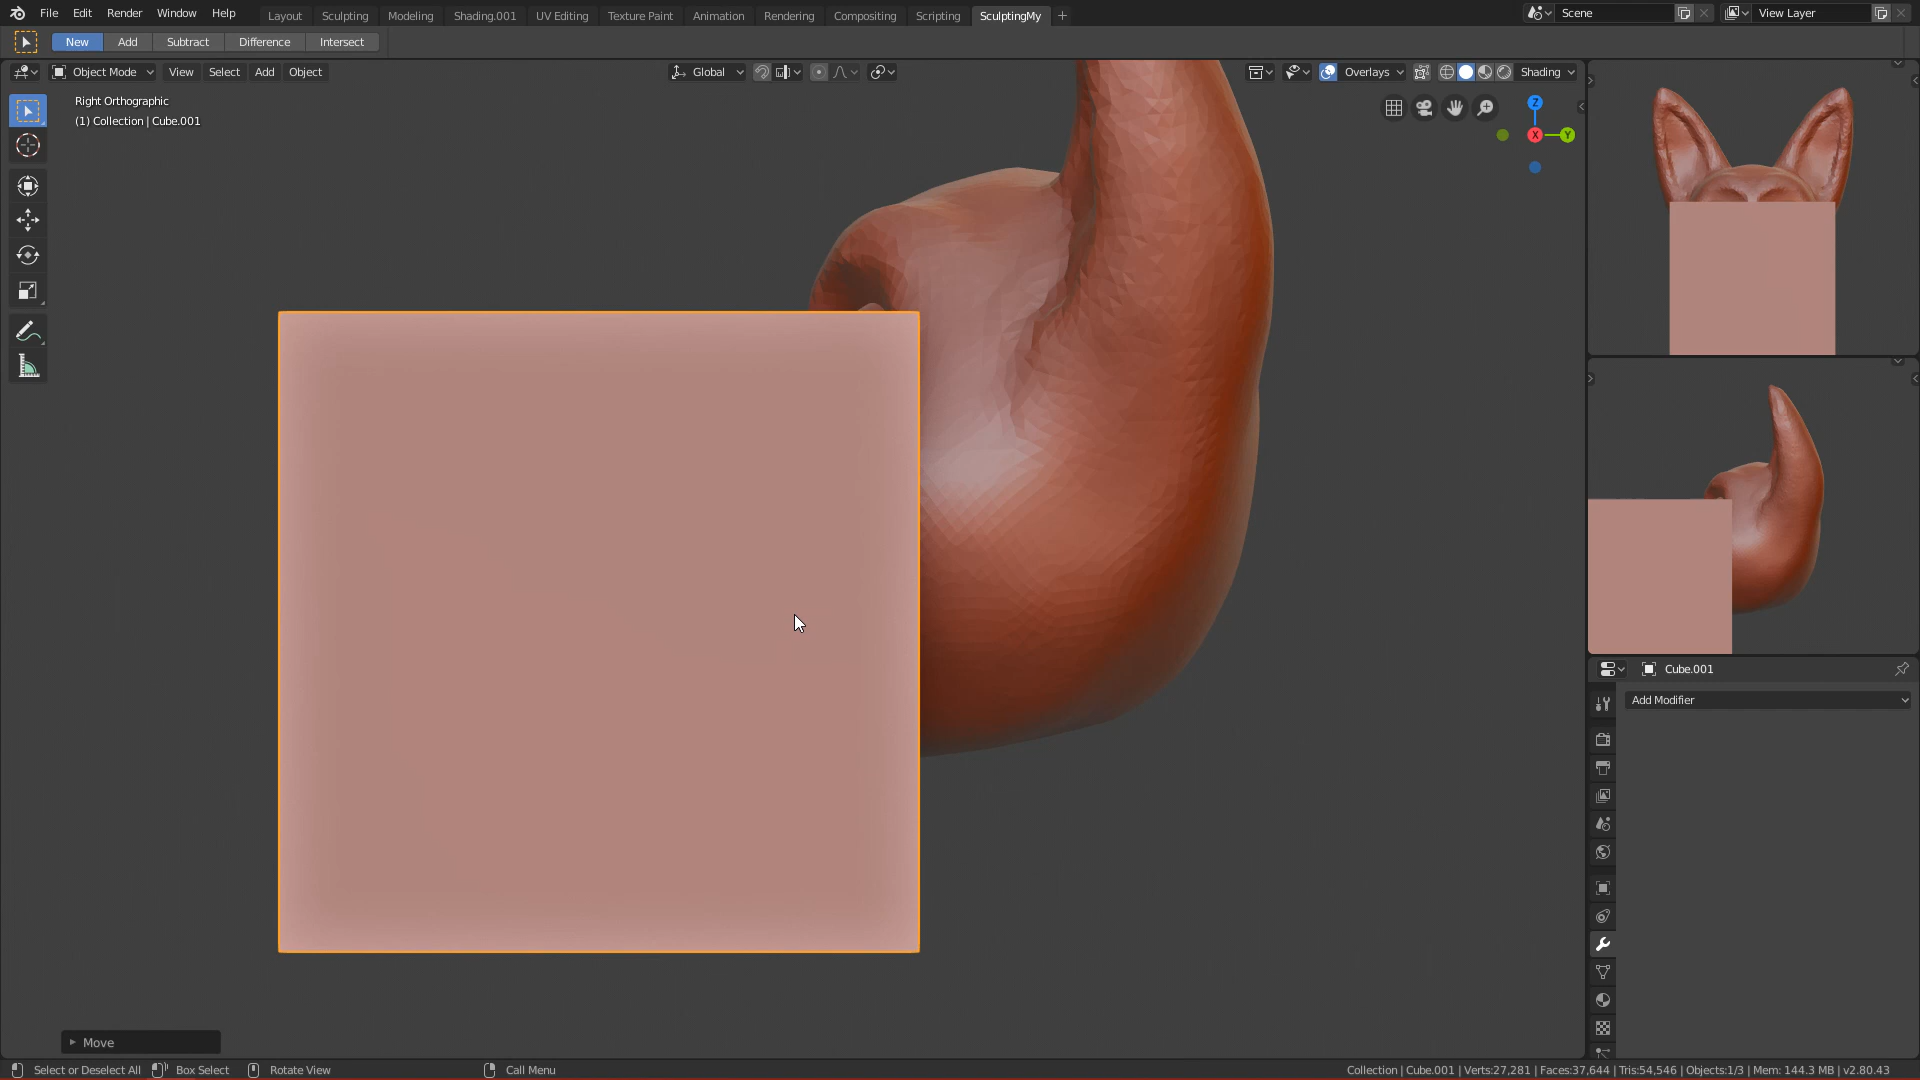 File Edit Render Window Help Layout Sculpting Modeling Shading.001 UV Editing Texture Paint Animation Rendering Compositing Scripting SculptingMy + Scene View Layer
New Add Subtract Difference Intersect
Object Mode View Select Add Object Global Overlays Shading
Right Orthographic
(1) Collection | Cube.001
Z
X Y
Cube.001
Add Modifier
Move
Select or Deselect All Box Select Rotate View Call Menu Collection | Cube.001 | Verts:27,281 | Faces:37,644 | Tris:54,546 | Objects:1/3 | Mem: 144.3 MB | v2.80.43